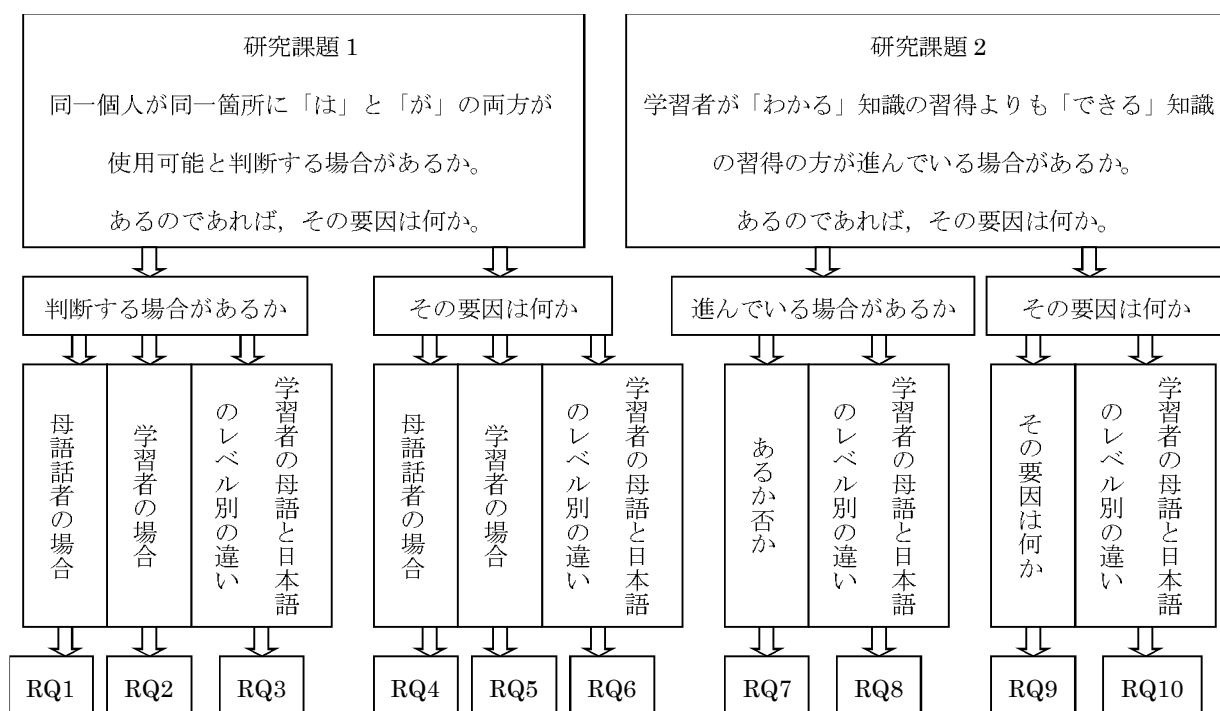 研究課題 1
同一個人が同一箇所に「は」と「が」の両方が
使用可能と判断する場合があるか。
あるのであれば，その要因は何か。
研究課題 2
学習者が「わかる」知識の習得よりも「できる」知識
の習得の方が進んでいる場合があるか。
あるのであれば，その要因は何か。
判断する場合があるか
その要因は何か
進んでいる場合があるか
その要因は何か
母語話者の場合
学習者の場合
学習者の母語と日本語
のレベル別の違い
母語話者の場合
学習者の場合
学習者の母語と日本語
のレベル別の違い
あるか否か
学習者の母語と日本語
のレベル別の違い
その要因は何か
学習者の母語と日本語
のレベル別の違い
RQ1
RQ2
RQ3
RQ4
RQ5
RQ6
RQ7
RQ8
RQ9
RQ10